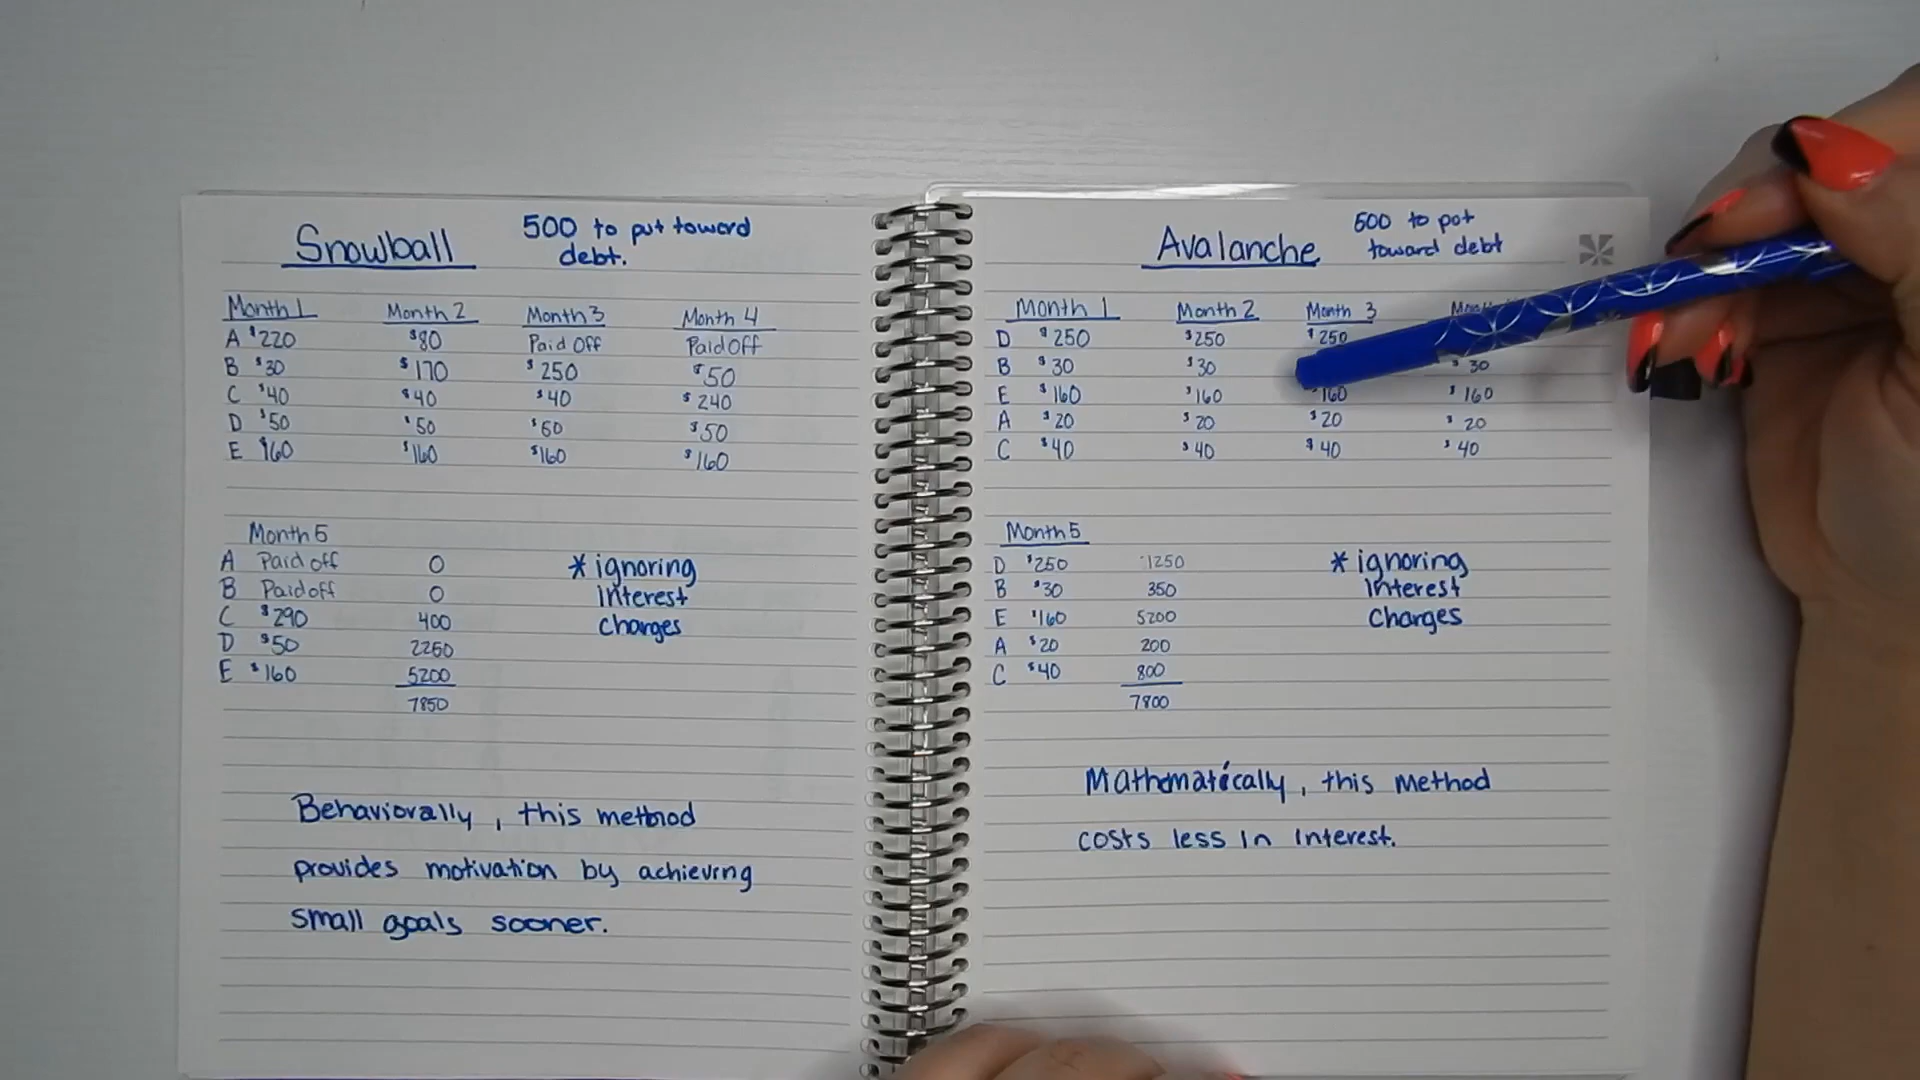 Snowball
500 to put toward
debt.
Month 1 Month 2 Month 3 Month 4
A $220 $80 Paid Off Paid Off
B $30 $170 $250 $50
C $40 $40 $40 $240
D $50 $50 $50 $50
E $160 $160 $160 $160
Month 5
A Paid off 0
B Paid off 0
C $290 400
D $50 2250
E $160 5200
7850
* ignoring
Interest
Charges
Behaviorally, this method
provides motivation by achieving
small goals sooner.
Avalanche
500 to put
toward debt
Month 1 Month 2 Month 3
D $250 $250 $250
B $30 $30 $30
E $160 $160 $160 $160
A $20 $20 $20 $20
C $40 $40 $40 $40
Month 5
D $250 1250
B $30 350
E $160 5200
A $20 200
C $40 800
7800
* ignoring
Interest
Charges
Mathematically, this method
costs less in interest.